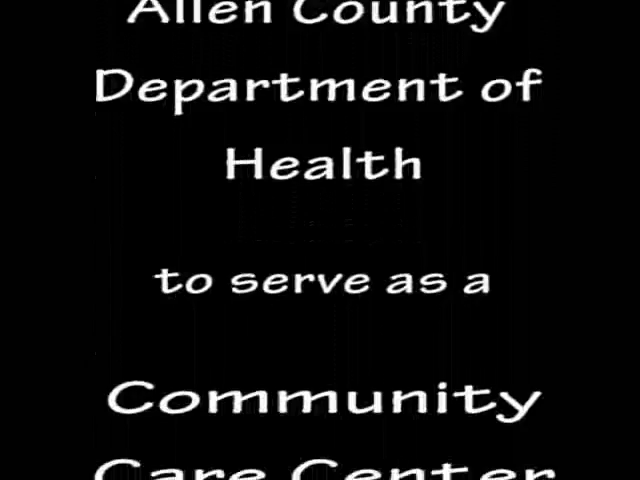 Allen County
Department of
Health
to serve as a
Community
Care Center